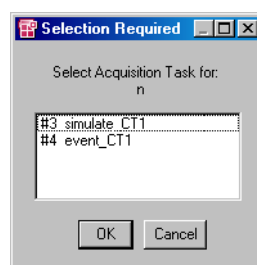 Selection Required
Select Acquisition Task for:
n
#3 simulate_CT1
#4 event_CT1
OK Cancel